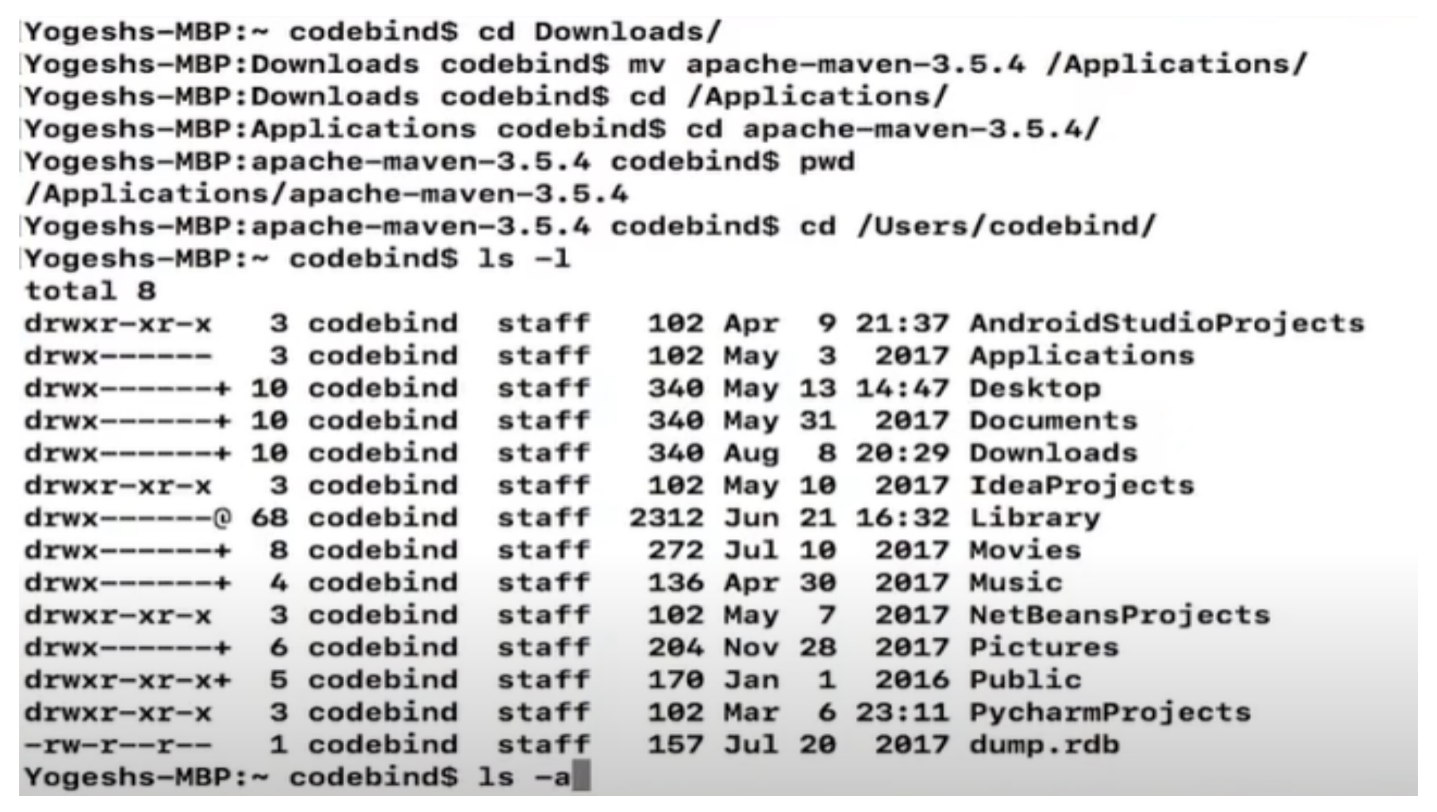 Yogeshs-MBP:~ codebind$ cd Downloads/
Yogeshs-MBP:Downloads codebind$ mv apache-maven-3.5.4 /Applications/
Yogeshs-MBP:Downloads codebind$ cd /Applications/
Yogeshs-MBP:Applications codebind$ cd apache-maven-3.5.4/
Yogeshs-MBP:apache-maven-3.5.4 codebind$ pwd
/Applications/apache-maven-3.5.4
Yogeshs-MBP:apache-maven-3.5.4 codebind$ cd /Users/codebind/
Yogeshs-MBP:~ codebind$ ls -l
total 8
drwxr-xr-x   3 codebind  staff   102 Apr  9 21:37 AndroidStudioProjects
drwx------   3 codebind  staff   102 May  3  2017 Applications
drwx------+ 10 codebind  staff   340 May 13 14:47 Desktop
drwx------+ 10 codebind  staff   340 May 31  2017 Documents
drwx------+ 10 codebind  staff   340 Aug  8 20:29 Downloads
drwxr-xr-x   3 codebind  staff   102 May 10  2017 IdeaProjects
drwx------@ 68 codebind  staff  2312 Jun 21 16:32 Library
drwx------+  8 codebind  staff   272 Jul 10  2017 Movies
drwx------+  4 codebind  staff   136 Apr 30  2017 Music
drwxr-xr-x   3 codebind  staff   102 May  7  2017 NetBeansProjects
drwx------+  6 codebind  staff   204 Nov 28  2017 Pictures
drwxr-xr-x+  5 codebind  staff   170 Jan  1  2016 Public
drwxr-xr-x   3 codebind  staff   102 Mar  6 23:11 PycharmProjects
-rw-r--r--   1 codebind  staff   157 Jul 20  2017 dump.rdb
Yogeshs-MBP:~ codebind$ ls -a